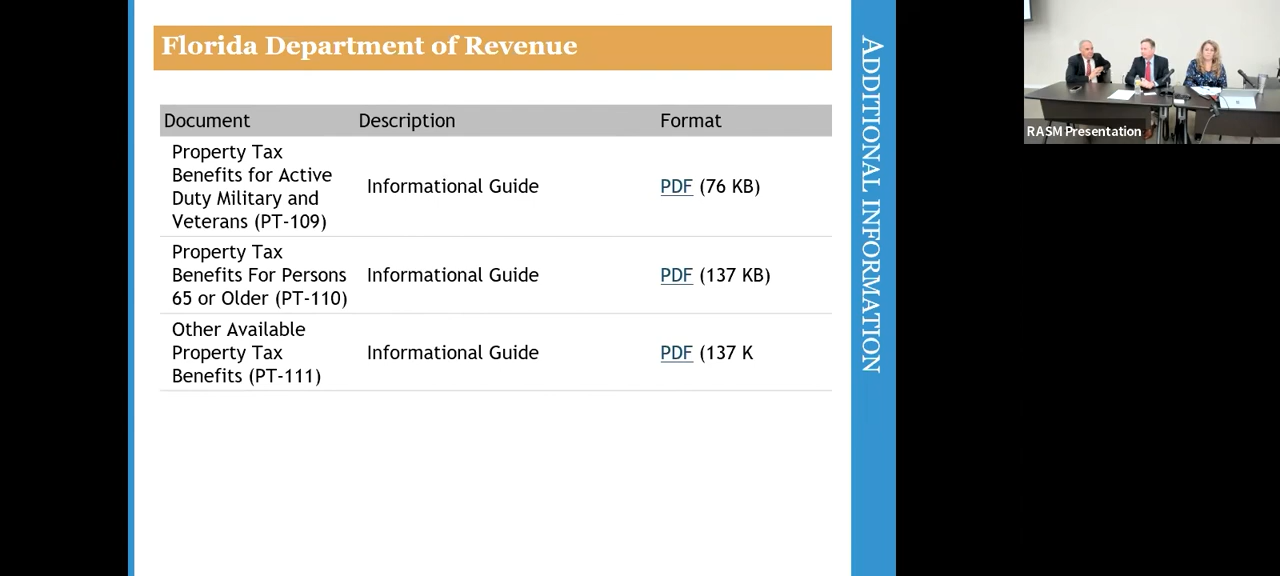 Florida Department of Revenue
Document Description Format
Property Tax
Benefits for Active
Duty Military and
Veterans (PT-109)
Informational Guide
PDF (76 KB)
Property Tax
Benefits For Persons
65 or Older (PT-110)
Informational Guide
PDF (137 KB)
Other Available
Property Tax
Benefits (PT-111)
Informational Guide
PDF (137 K
ADDITIONAL INFORMATION
RASM Presentation